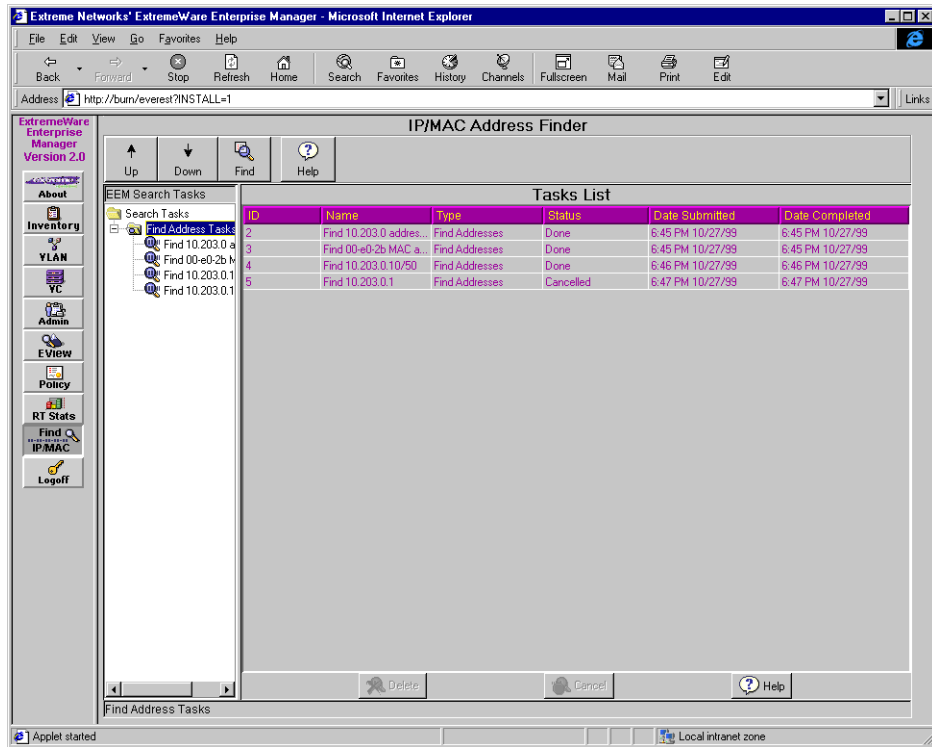 Extreme Networks' ExtremeWare Enterprise Manager - Microsoft Internet Explorer
File Edit View Go Favorites Help
Back Forward Stop Refresh Home Search Favorites History Channels Fullscreen Mail Print Edit
Address http://burn/everest?INSTALL=1 Links
ExtremeWare
Enterprise
Manager
Version 2.0
About
Inventory
VLAN
VC
Admin
EView
Policy
RT Stats
Find
IP/MAC
Logoff
IP/MAC Address Finder
Up Down Find Help
EEM Search Tasks
Search Tasks
Find Address Tasks
Find 10.203.0 a
Find 00-e0-2b M
Find 10.203.0.1
Find 10.203.0.1
Tasks List
ID Name Type Status Date Submitted Date Completed
2 Find 10.203.0 addres... Find Addresses Done 6:45 PM 10/27/99 6:45 PM 10/27/99
3 Find 00-e0-2b MAC a... Find Addresses Done 6:45 PM 10/27/99 6:45 PM 10/27/99
4 Find 10.203.0.10/50 Find Addresses Done 6:46 PM 10/27/99 6:46 PM 10/27/99
5 Find 10.203.0.1 Find Addresses Cancelled 6:47 PM 10/27/99 6:47 PM 10/27/99
Delete Cancel Help
Find Address Tasks
Applet started Local intranet zone